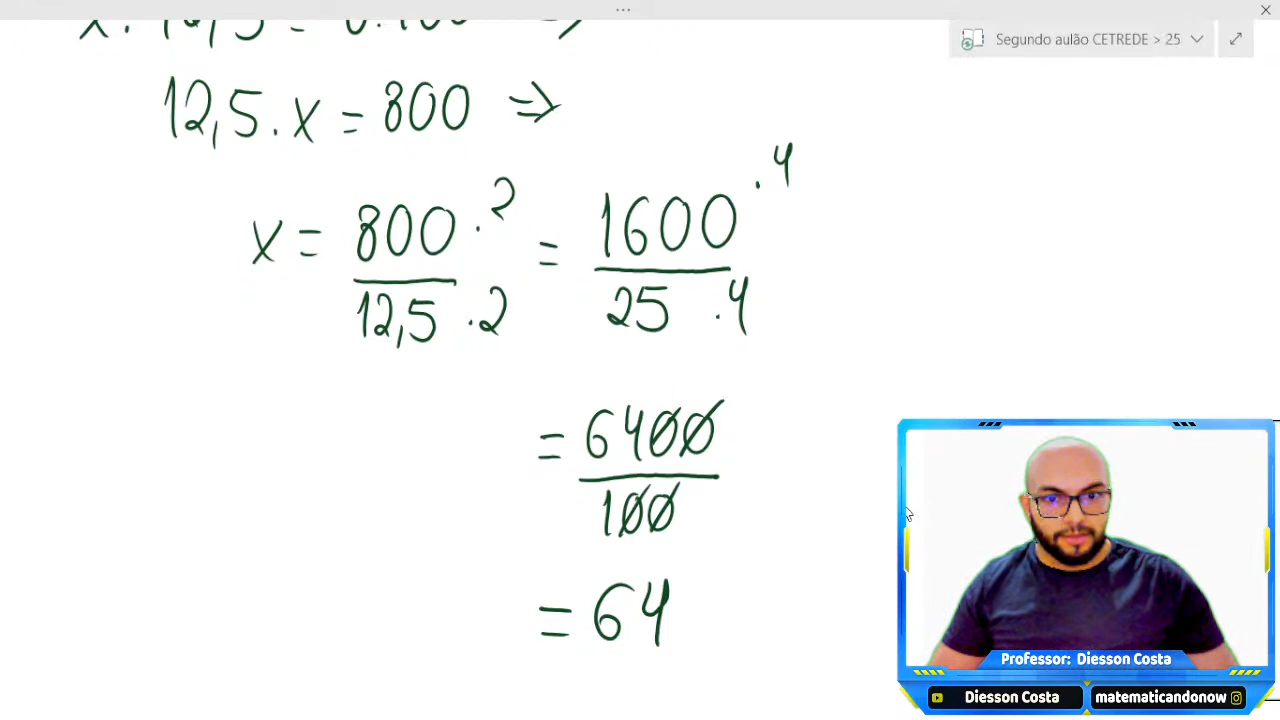 Segundo aulão CETREDE > 25
12,5 . x = 800 ⇒
x = 800 . 2 / 12,5 . 2 = 1600 . 4 / 25 . 4
= 6400 / 100
= 64
Professor: Diesson Costa
Diesson Costa
matematicandonow